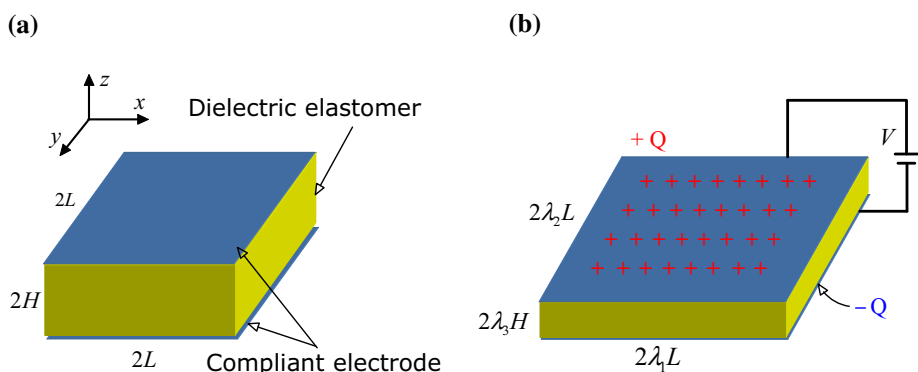 (a)
z
x
y
Dielectric elastomer
2L
2H
2L
Compliant electrode
(b)
+ Q
V
+ + + + + + + +
+ + + + + + + +
+ + + + + + + +
+ + + + + + + +
2λ₂L
2λ₃H
2λ₁L
− Q